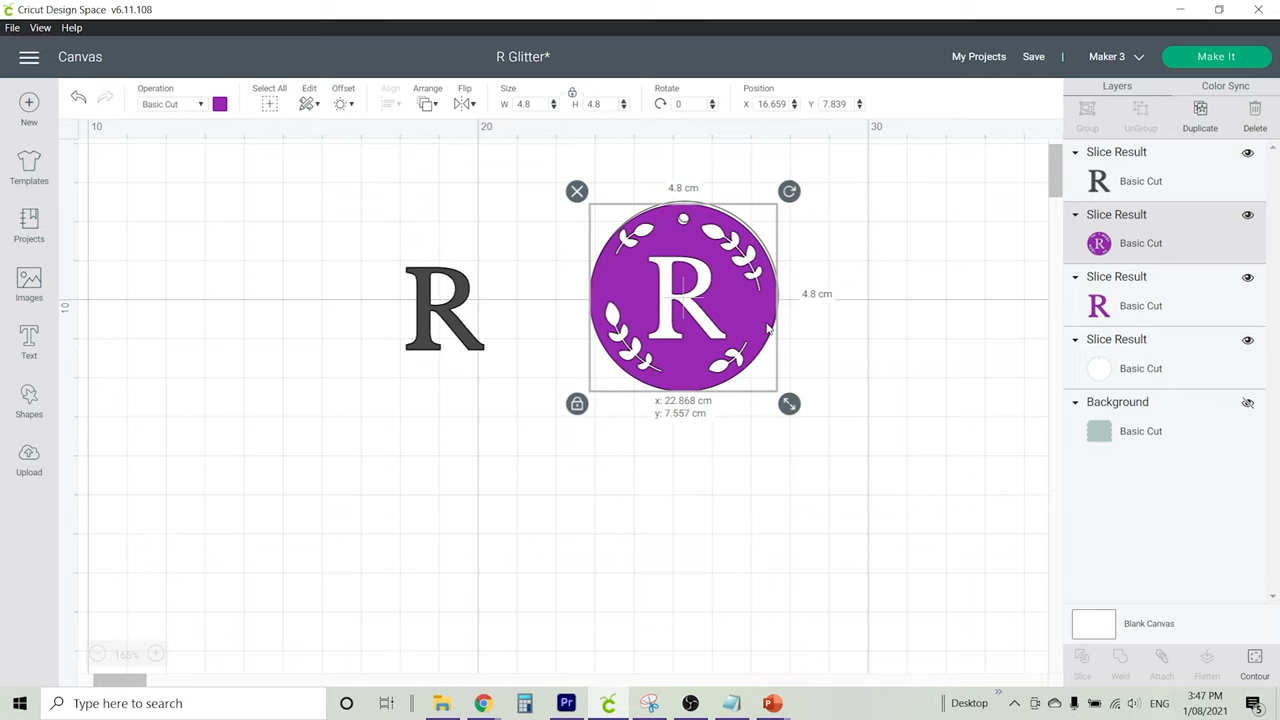 Cricut Design Space v6.11.108
File View Help
Canvas
R Glitter*
My Projects Save | Maker 3 Make It
Operation
Basic Cut
Select All
Edit
Offset
Align
Arrange
Flip
Size
W 4.8 H 4.8
Rotate
0
Position
X 16.659 Y 7.839
Layers Color Sync
Group UnGroup Duplicate Delete
New
Templates
Projects
Images
Text
Shapes
Upload
10 20 30
10
4.8 cm
4.8 cm
R
R
x: 22.868 cm
y: 7.557 cm
165%
Slice Result
R Basic Cut
Slice Result
R Basic Cut
Slice Result
R Basic Cut
Slice Result
Basic Cut
Background
Basic Cut
Blank Canvas
Slice Weld Attach Flatten Contour
Type here to search
Pr
Desktop
ENG
3:47 PM
1/08/2021
5